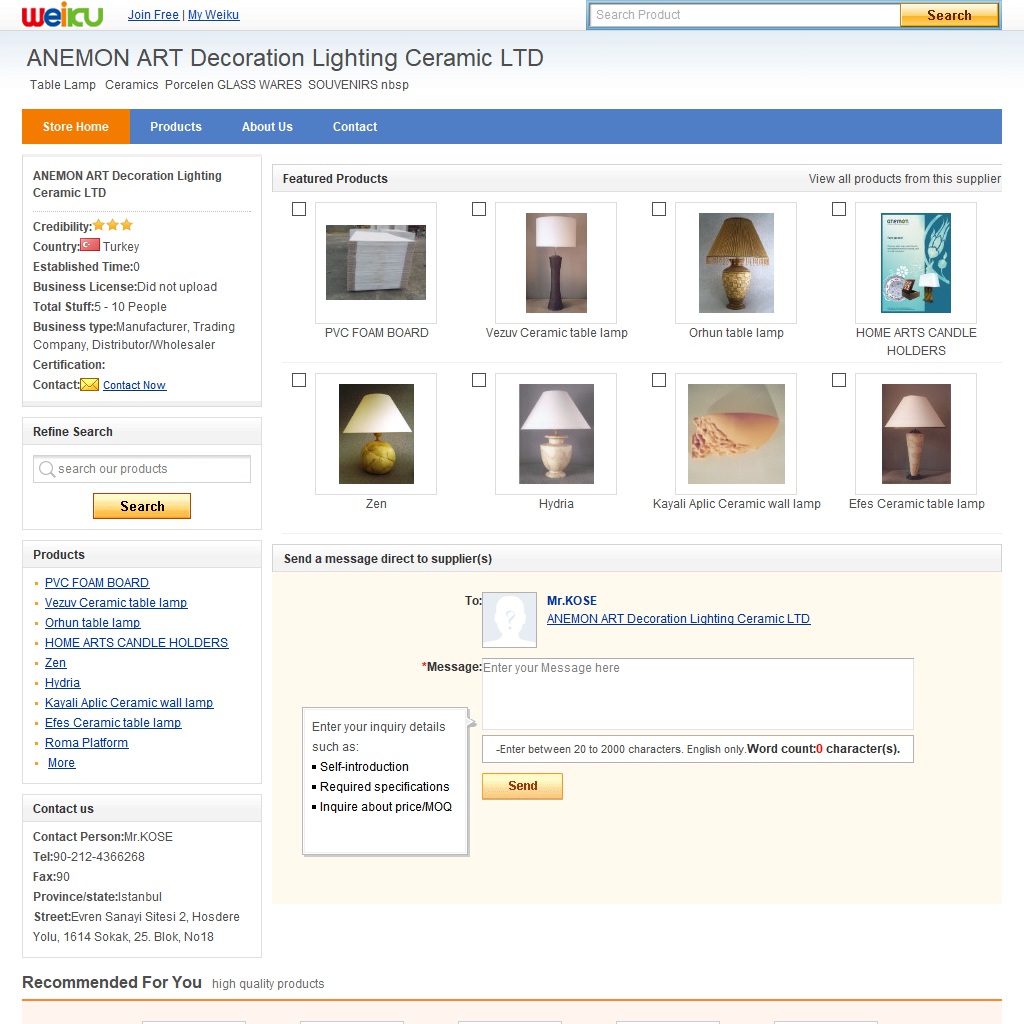 weiku
Join Free | My Weiku
Search Product
Search
ANEMON ART Decoration Lighting Ceramic LTD
Table Lamp Ceramics Porcelen GLASS WARES SOUVENIRS nbsp
Store Home
Products
About Us
Contact
ANEMON ART Decoration Lighting
Ceramic LTD
Credibility:
Country: Turkey
Established Time:0
Business License:Did not upload
Total Stuff:5 - 10 People
Business type:Manufacturer, Trading
Company, Distributor/Wholesaler
Certification:
Contact: Contact Now
Refine Search
search our products
Search
Products
PVC FOAM BOARD
Vezuv Ceramic table lamp
Orhun table lamp
HOME ARTS CANDLE HOLDERS
Zen
Hydria
Kayali Aplic Ceramic wall lamp
Efes Ceramic table lamp
Roma Platform
More
Contact us
Contact Person:Mr.KOSE
Tel:90-212-4366268
Fax:90
Province/state:Istanbul
Street:Evren Sanayi Sitesi 2, Hosdere
Yolu, 1614 Sokak, 25. Blok, No18
Featured Products
View all products from this supplier
anemon
PVC FOAM BOARD
Vezuv Ceramic table lamp
Orhun table lamp
HOME ARTS CANDLE
HOLDERS
Zen
Hydria
Kayali Aplic Ceramic wall lamp
Efes Ceramic table lamp
Send a message direct to supplier(s)
To:
Mr.KOSE
ANEMON ART Decoration Lighting Ceramic LTD
*Message:
Enter your Message here
Enter your inquiry details
such as:
Self-introduction
Required specifications
Inquire about price/MOQ
-Enter between 20 to 2000 characters. English only.Word count:0 character(s).
Send
Recommended For You high quality products